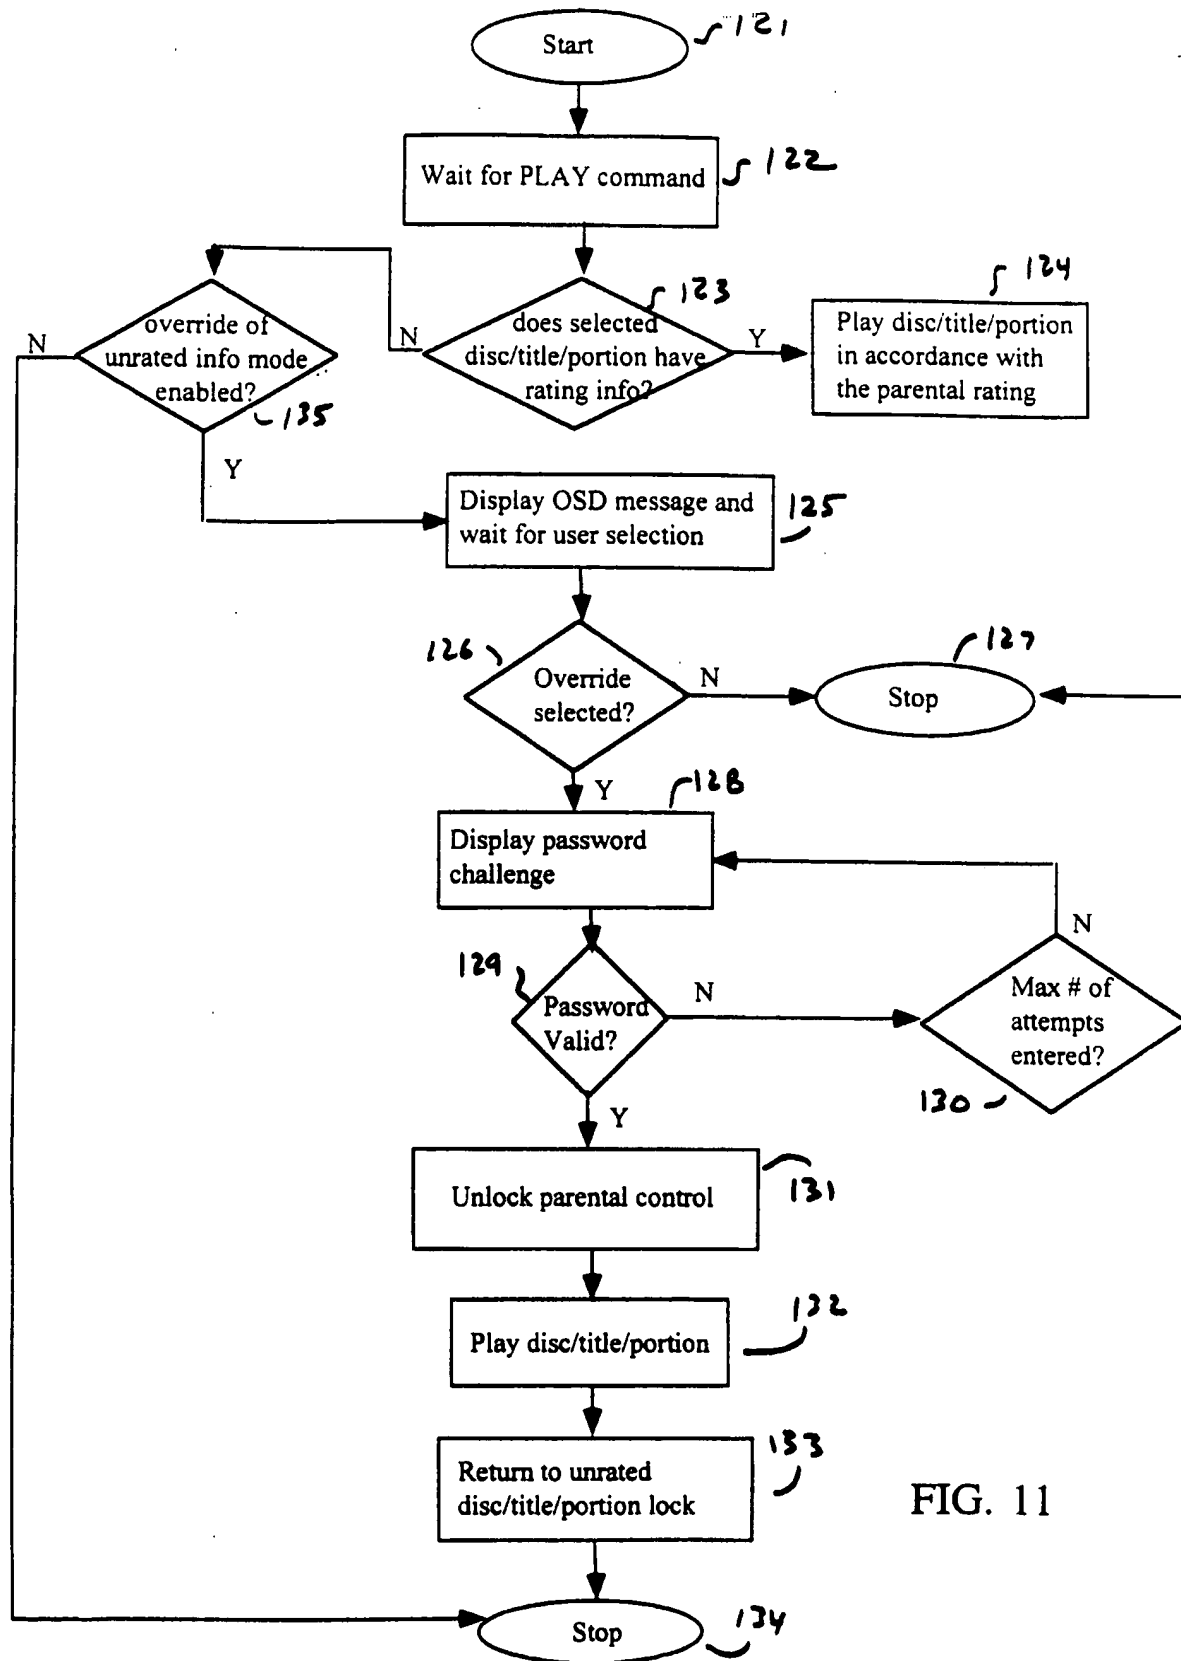 Start
121
Wait for PLAY command
122
N
override of
unrated info mode
enabled?
135
N
does selected
disc/title/portion have
rating info?
123
Y
124
Play disc/title/portion
in accordance with
the parental rating
Y
Display OSD message and
wait for user selection
125
126
Override
selected?
N
127
Stop
Y
128
Display password
challenge
N
129
Password
Valid?
N
Max # of
attempts
entered?
130
Y
Unlock parental control
131
Play disc/title/portion
132
Return to unrated
disc/title/portion lock
133
FIG. 11
Stop
134